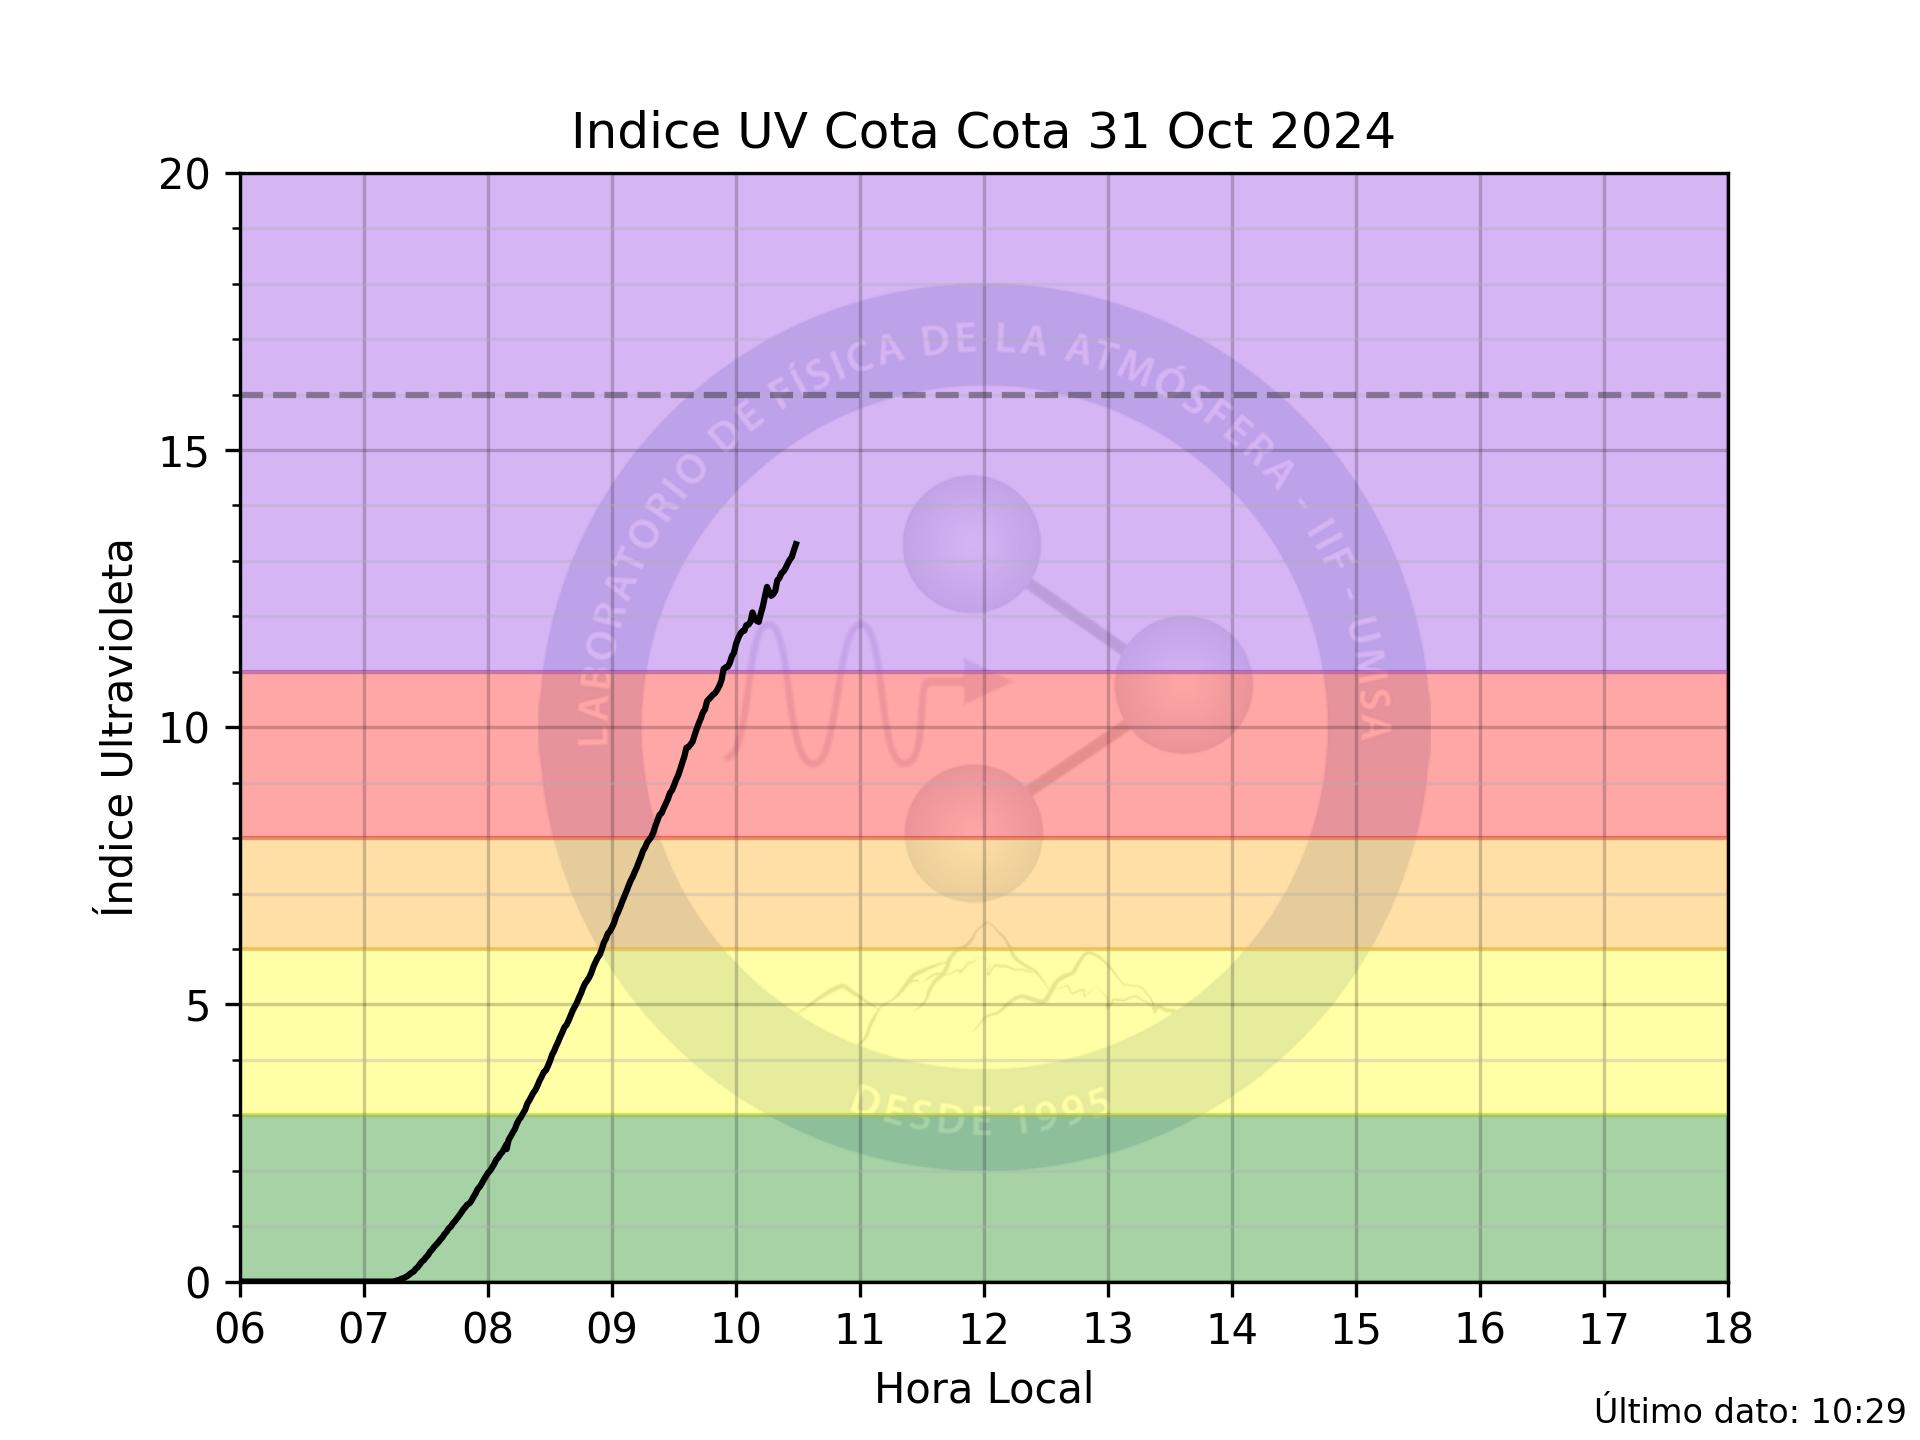 Indice UV Cota Cota 31 Oct 2024
20
15
10
5
0
Índice Ultravioleta
LABORATORIO DE FÍSICA DE LA ATMÓSFERA - IIF - UMSA
DESDE 1995
06 07 08 09 10 11 12 13 14 15 16 17 18
Hora Local
Último dato: 10:29